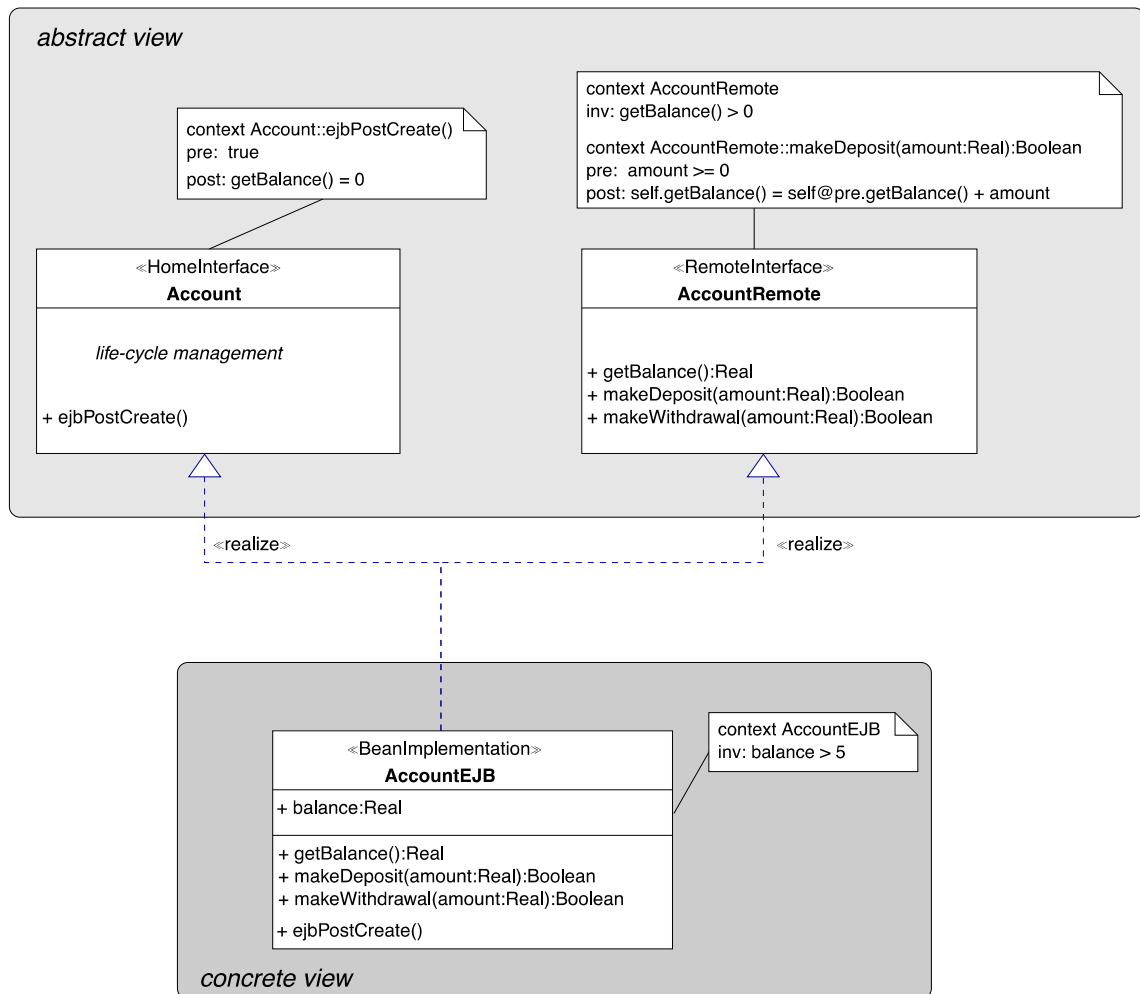 abstract view
context Account::ejbPostCreate()
pre:  true
post: getBalance() = 0
context AccountRemote
inv: getBalance() > 0
context AccountRemote::makeDeposit(amount:Real):Boolean
pre:  amount >= 0
post: self.getBalance() = self@pre.getBalance() + amount
«HomeInterface»
Account
life-cycle management
+ ejbPostCreate()
«RemoteInterface»
AccountRemote
+ getBalance():Real
+ makeDeposit(amount:Real):Boolean
+ makeWithdrawal(amount:Real):Boolean
«realize»
«realize»
«BeanImplementation»
AccountEJB
+ balance:Real
+ getBalance():Real
+ makeDeposit(amount:Real):Boolean
+ makeWithdrawal(amount:Real):Boolean
+ ejbPostCreate()
context AccountEJB
inv: balance > 5
concrete view